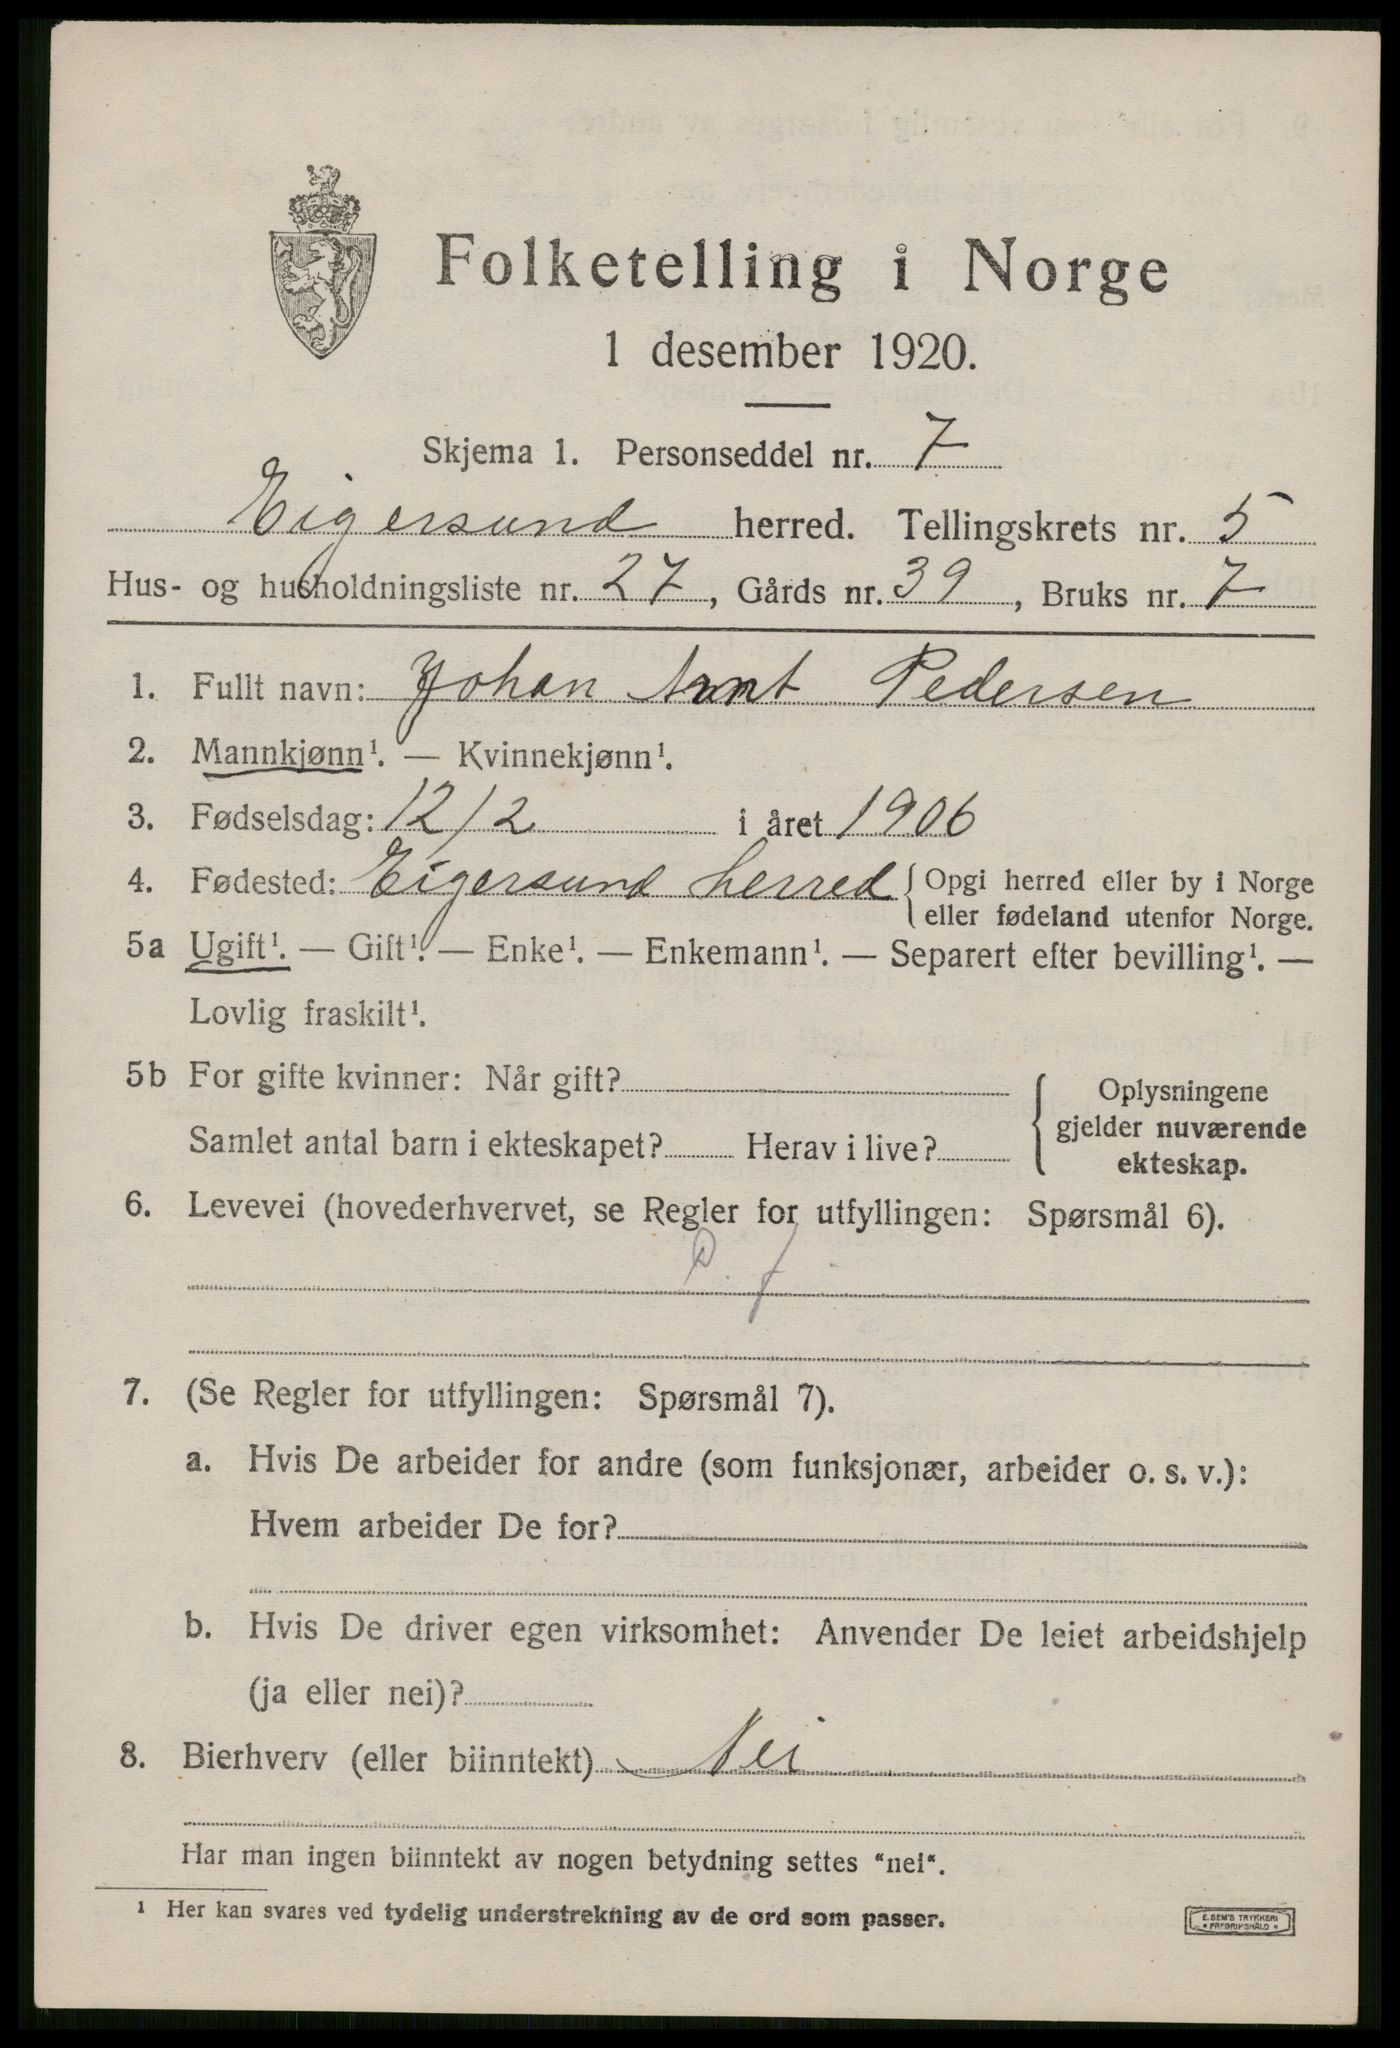 Folketelling i Norge
1 desember 1920.
Skjema 1. Personseddel nr. 7
Eigersund herred. Tellingskrets nr. 5
Hus- og husholdningsliste nr. 27, Gårds nr. 39, Bruks nr. 7
1. Fullt navn: Johan Arnt Pedersen
2. Mannkjønn¹. — Kvinnekjønn¹.
3. Fødselsdag: 12/2 i året 1906
4. Fødested: Eigersund herred { Opgi herred eller by i Norge
eller fødeland utenfor Norge.
5a Ugift¹. — Gift¹. — Enke¹. — Enkemann¹. — Separert efter bevilling¹. —
Lovlig fraskilt¹.
5b For gifte kvinner: Når gift?
Samlet antal barn i ekteskapet? Herav i live?
{ Oplysningene
gjelder nuværende
ekteskap.
6. Levevei (hovederhvervet, se Regler for utfyllingen: Spørsmål 6).
7. (Se Regler for utfyllingen: Spørsmål 7).
a. Hvis De arbeider for andre (som funksjonær, arbeider o. s. v.):
Hvem arbeider De for?
b. Hvis De driver egen virksomhet: Anvender De leiet arbeidshjelp
(ja eller nei)?
8. Bierhverv (eller biinntekt) Nei
Har man ingen biinntekt av nogen betydning settes "nei".
¹ Her kan svares ved tydelig understrekning av de ord som passer.
E. SEM'S TRYKKERI
* FREDRIKSHALD *